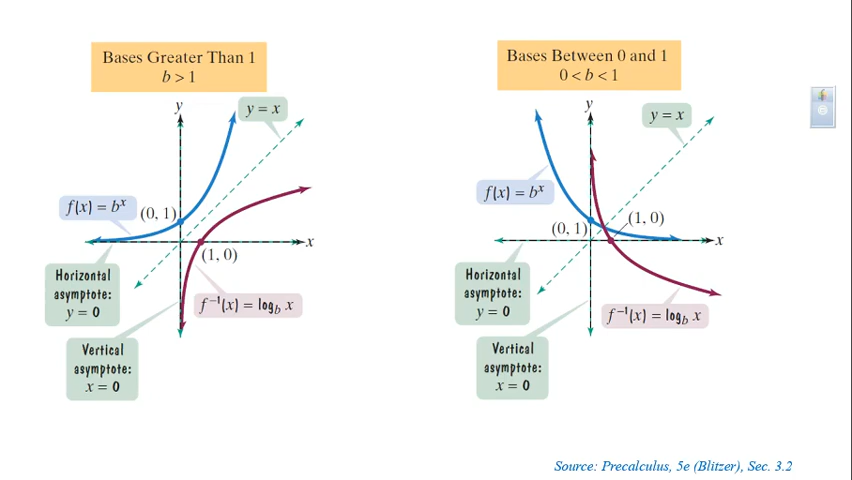 Bases Greater Than 1
b > 1
y
y = x
f(x) = bˣ
(0, 1)
x
(1, 0)
Horizontal
asymptote:
y = 0
f⁻¹(x) = log_b x
Vertical
asymptote:
x = 0
Bases Between 0 and 1
0 < b < 1
y
y = x
f(x) = bˣ
(0, 1)
(1, 0)
x
Horizontal
asymptote:
y = 0
f⁻¹(x) = log_b x
Vertical
asymptote:
x = 0
Source: Precalculus, 5e (Blitzer), Sec. 3.2